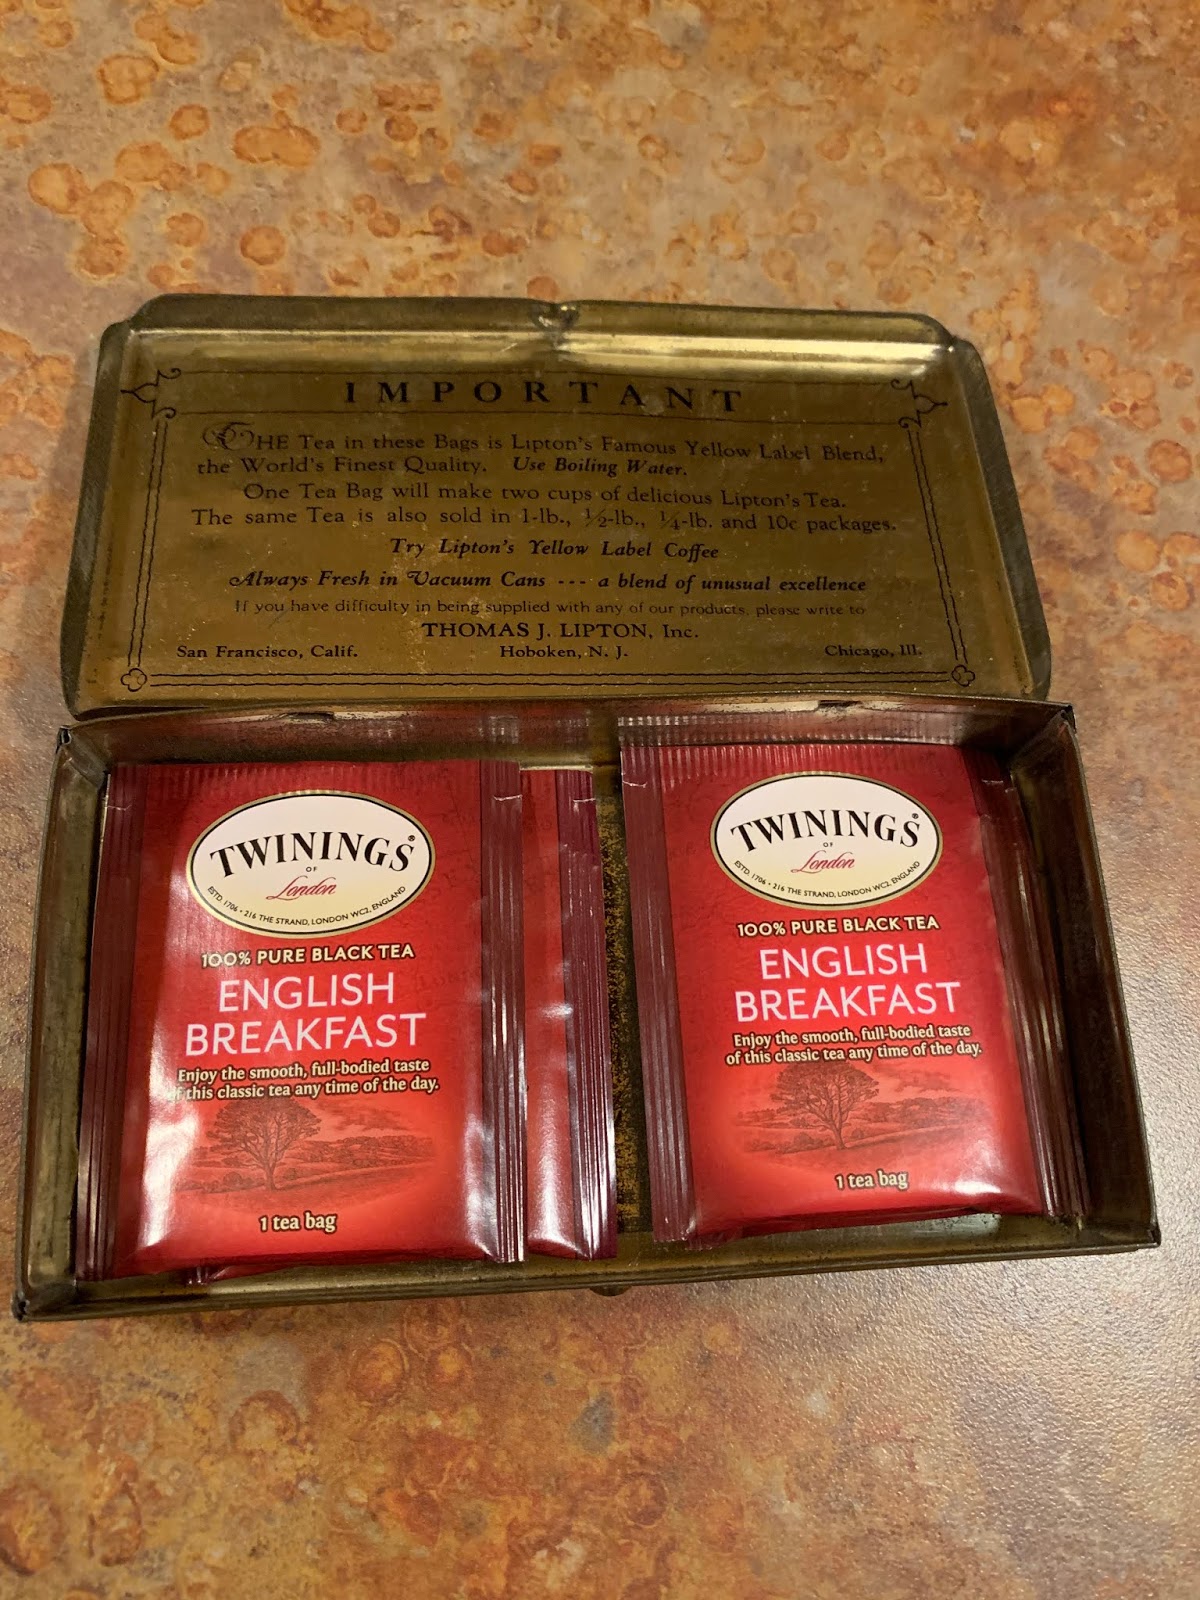 IMPORTANT
THE Tea in these Bags is Lipton's Famous Yellow Label Blend,
the World's Finest Quality. Use Boiling Water.
One Tea Bag will make two cups of delicious Lipton's Tea.
The same Tea is also sold in 1-lb., ½-lb., ¼-lb. and 10c packages.
Try Lipton's Yellow Label Coffee
Always Fresh in Vacuum Cans --- a blend of unusual excellence
If you have difficulty in being supplied with any of our products, please write to
THOMAS J. LIPTON, Inc.
San Francisco, Calif. Hoboken, N. J. Chicago, Ill.
TWININGS®
OF
London
ESTD. 1706 • 216 THE STRAND, LONDON WC2, ENGLAND
100% PURE BLACK TEA
ENGLISH
BREAKFAST
Enjoy the smooth, full-bodied taste
of this classic tea any time of the day.
1 tea bag
TWININGS®
OF
London
ESTD. 1706 • 216 THE STRAND, LONDON WC2, ENGLAND
100% PURE BLACK TEA
ENGLISH
BREAKFAST
Enjoy the smooth, full-bodied taste
of this classic tea any time of the day.
1 tea bag